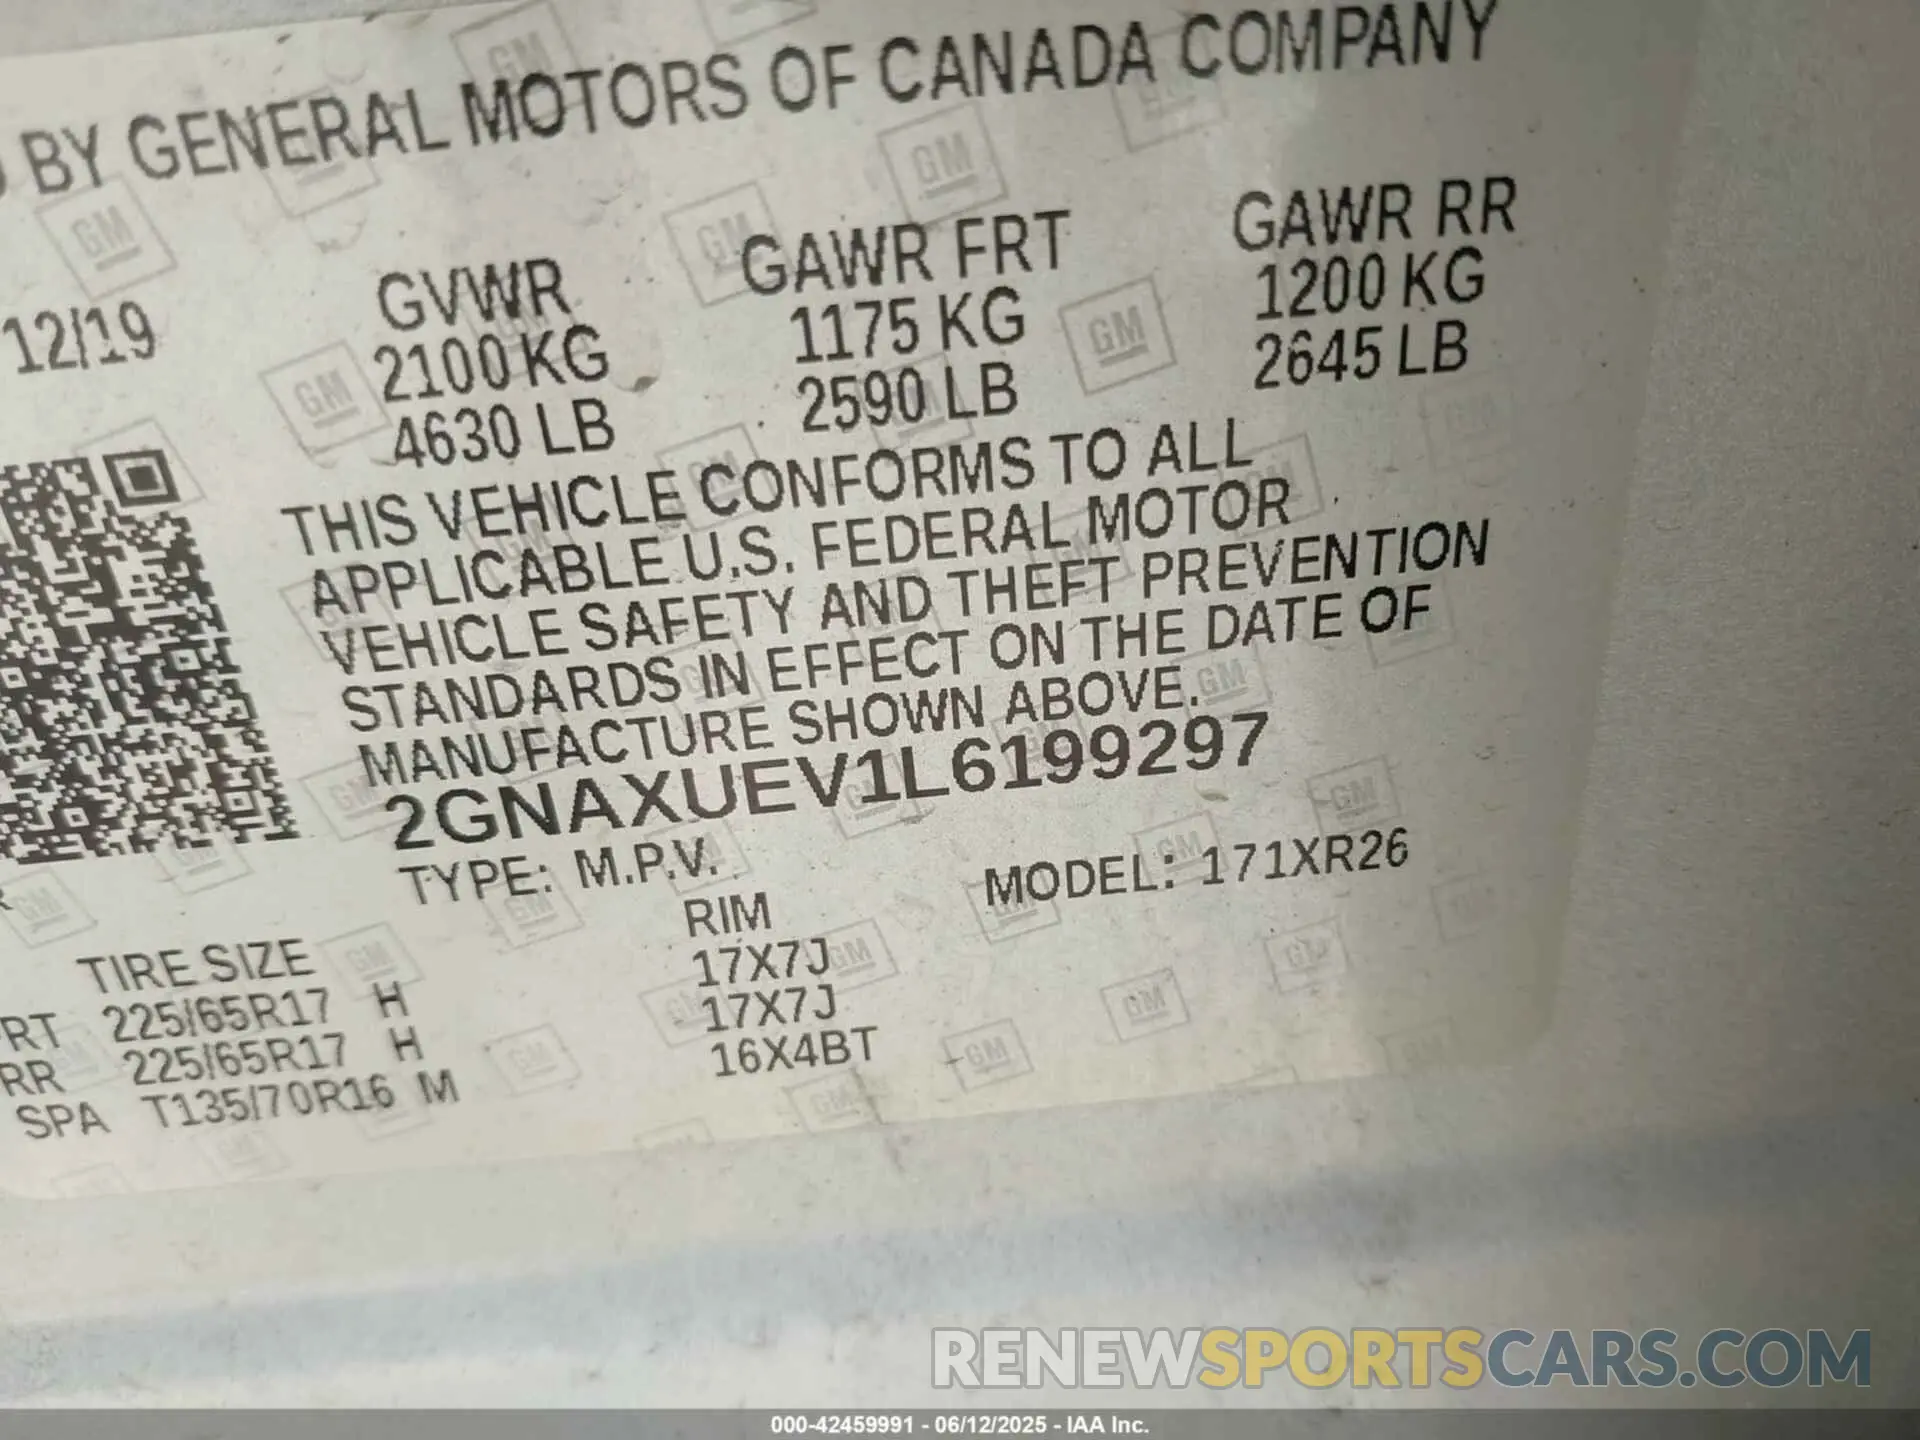 BY GENERAL MOTORS OF CANADA COMPANY
12/19 GVWR GAWR FRT GAWR RR
2100 KG 1175 KG 1200 KG
4630 LB 2590 LB 2645 LB
THIS VEHICLE CONFORMS TO ALL
APPLICABLE U.S. FEDERAL MOTOR
VEHICLE SAFETY AND THEFT PREVENTION
STANDARDS IN EFFECT ON THE DATE OF
MANUFACTURE SHOWN ABOVE.
2GNAXUEV1L6199297
TYPE: M.P.V. MODEL: 171XR26
TIRE SIZE RIM
RT 225/65R17 H 17X7J
RR 225/65R17 H 17X7J
SPA T135/70R16 M 16X4BT
GM
RENEWSPORTSCARS.COM
000-42459991 - 06/12/2025 - IAA Inc.